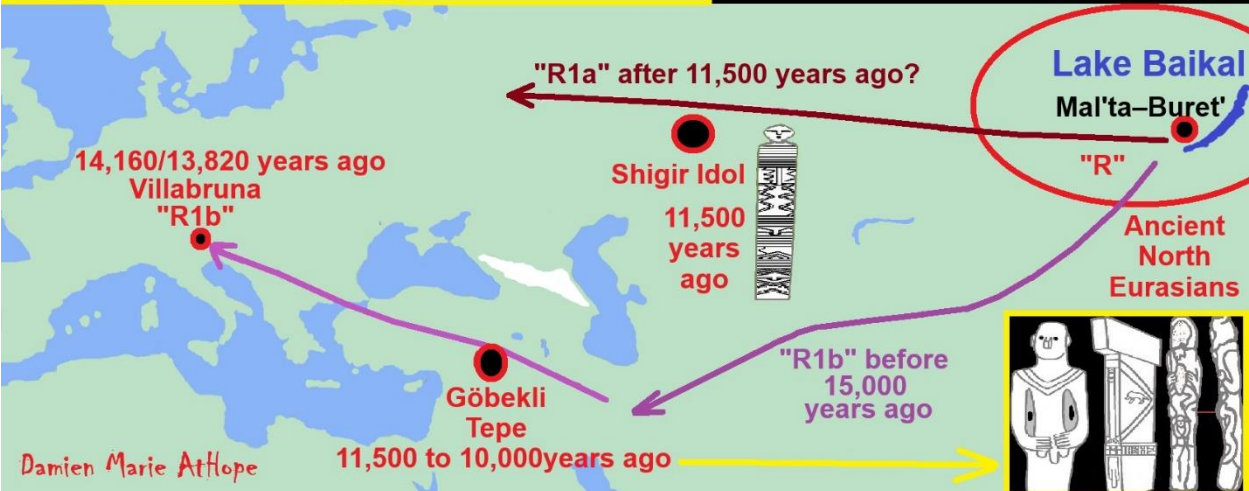 "R1a" after 11,500 years ago?
Lake Baikal
Mal'ta–Buret'
"R"
Ancient
North
Eurasians
14,160/13,820 years ago
Villabruna
"R1b"
Shigir Idol
11,500
years
ago
"R1b" before
15,000
years ago
Göbekli
Tepe
11,500 to 10,000years ago
Damien Marie AtHope